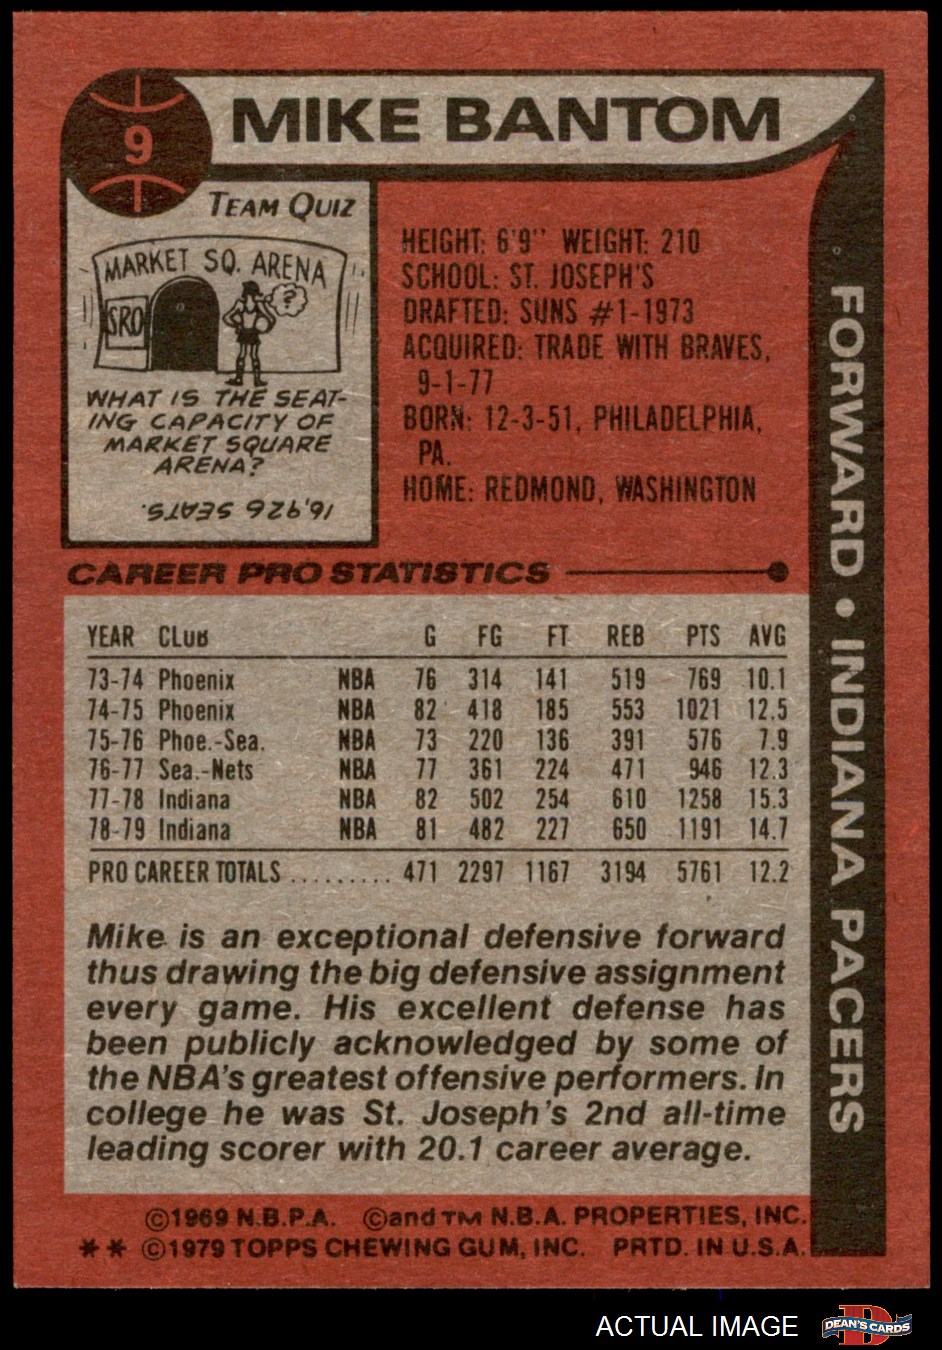 9
MIKE BANTOM
TEAM QUIZ
MARKET SQ. ARENA
SRO
?
WHAT IS THE SEAT-
ING CAPACITY OF
MARKET SQUARE
ARENA?
16,926 SEATS.
HEIGHT: 6'9" WEIGHT: 210
SCHOOL: ST. JOSEPH'S
DRAFTED: SUNS #1-1973
ACQUIRED: TRADE WITH BRAVES,
9-1-77
BORN: 12-3-51, PHILADELPHIA,
PA.
HOME: REDMOND, WASHINGTON
FORWARD • INDIANA PACERS
CAREER PRO STATISTICS
YEAR CLUB G FG FT REB PTS AVG
73-74 Phoenix NBA 76 314 141 519 769 10.1
74-75 Phoenix NBA 82 418 185 553 1021 12.5
75-76 Phoe.-Sea. NBA 73 220 136 391 576 7.9
76-77 Sea.-Nets NBA 77 361 224 471 946 12.3
77-78 Indiana NBA 82 502 254 610 1258 15.3
78-79 Indiana NBA 81 482 227 650 1191 14.7
PRO CAREER TOTALS .......... 471 2297 1167 3194 5761 12.2
Mike is an exceptional defensive forward
thus drawing the big defensive assignment
every game. His excellent defense has
been publicly acknowledged by some of
the NBA's greatest offensive performers. In
college he was St. Joseph's 2nd all-time
leading scorer with 20.1 career average.
©1969 N.B.P.A. ©and TM N.B.A. PROPERTIES, INC.
** ©1979 TOPPS CHEWING GUM, INC. PRTD. IN U.S.A.
ACTUAL IMAGE
D
DEAN'S CARDS